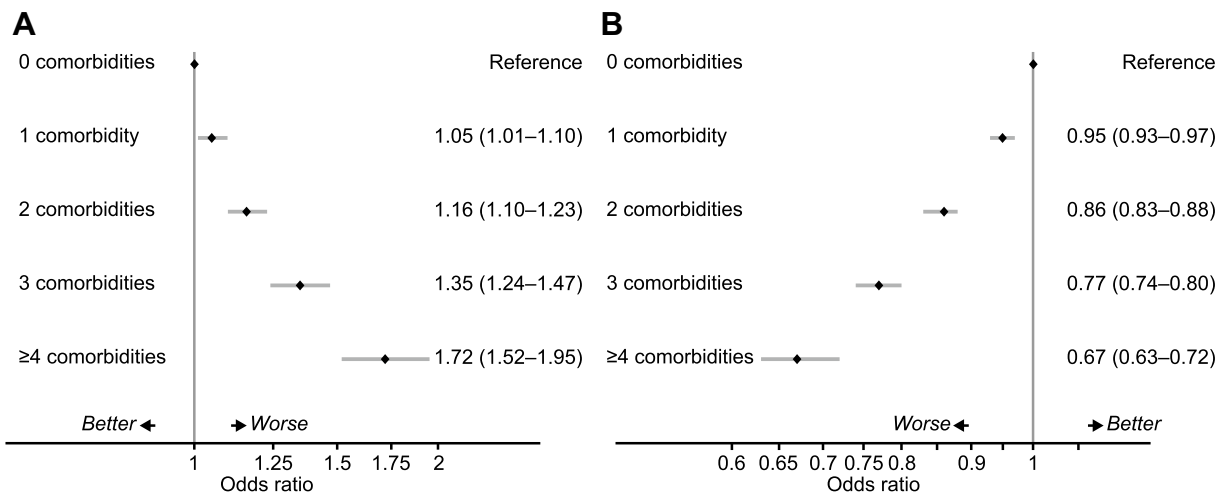 A
0 comorbidities Reference
1 comorbidity 1.05 (1.01–1.10)
2 comorbidities 1.16 (1.10–1.23)
3 comorbidities 1.35 (1.24–1.47)
≥4 comorbidities 1.72 (1.52–1.95)
Better Worse
1 1.25 1.5 1.75 2
Odds ratio
B
0 comorbidities Reference
1 comorbidity 0.95 (0.93–0.97)
2 comorbidities 0.86 (0.83–0.88)
3 comorbidities 0.77 (0.74–0.80)
≥4 comorbidities 0.67 (0.63–0.72)
Worse Better
0.6 0.65 0.7 0.75 0.8 0.9 1
Odds ratio